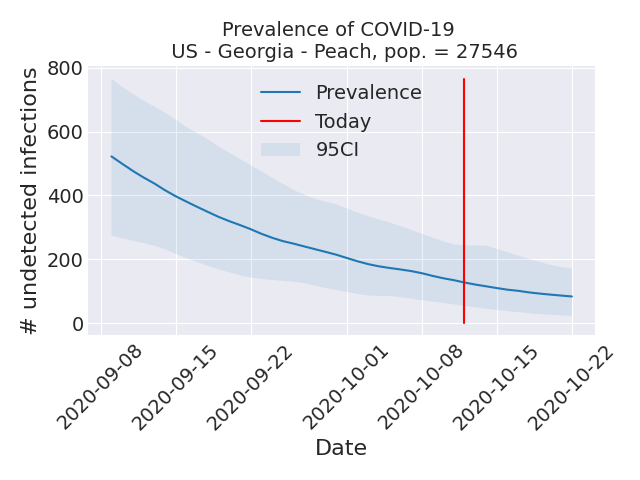 Prevalence of COVID-19
US - Georgia - Peach, pop. = 27546
# undetected infections
800
600
400
200
0
Prevalence
Today
95CI
2020-09-08
2020-09-15
2020-09-22
2020-10-01
2020-10-08
2020-10-15
2020-10-22
Date